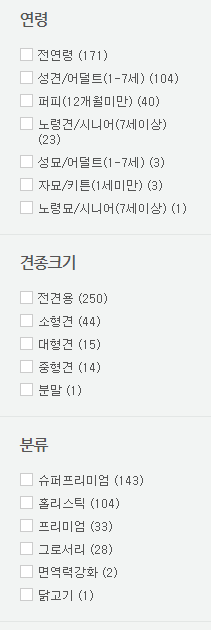 연령
전연령 (171)
성견/어덜트(1-7세) (104)
퍼피(12개월미만) (40)
노령견/시니어(7세이상)
(23)
성묘/어덜트(1-7세) (3)
자묘/키튼(1세미만) (3)
노령묘/시니어(7세이상) (1)
견종크기
전견용 (250)
소형견 (44)
대형견 (15)
중형견 (14)
분말 (1)
분류
슈퍼프리미엄 (143)
홀리스틱 (104)
프리미엄 (33)
그로서리 (28)
면역력강화 (2)
닭고기 (1)